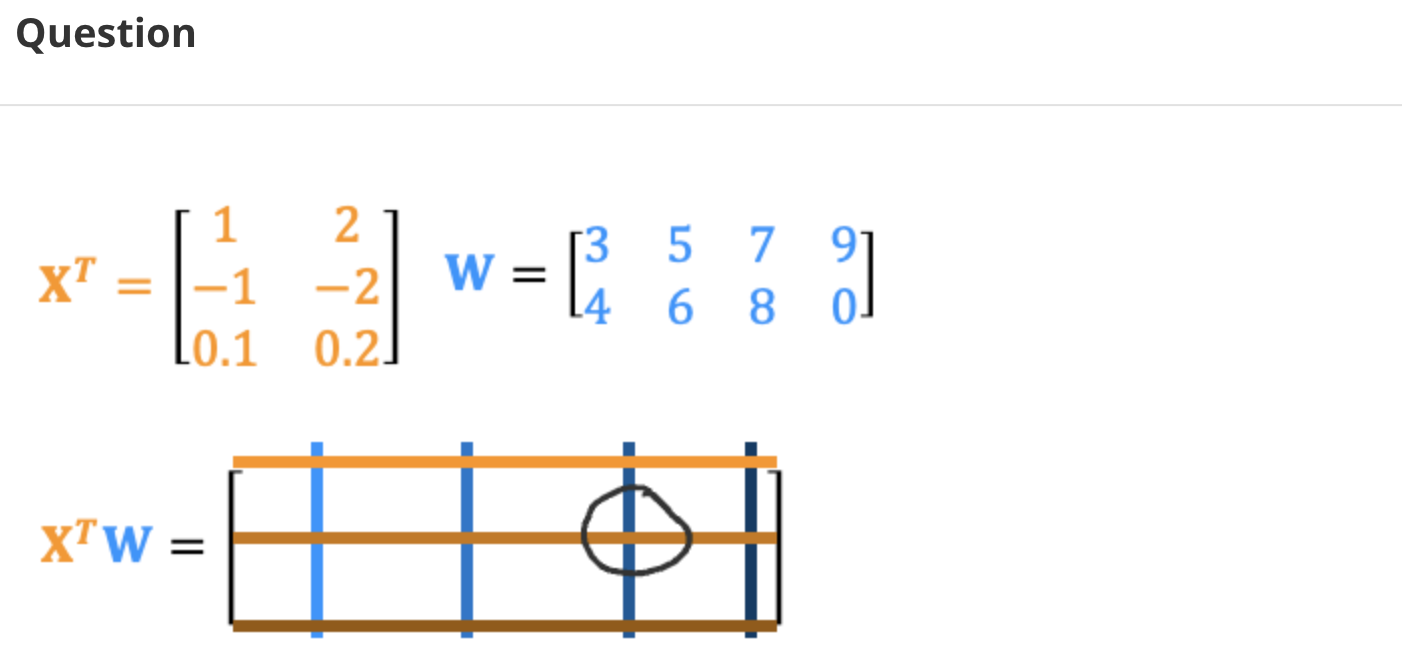 Question
X^T = [1 2
−1 −2
0.1 0.2] W = [3 5 7 9
4 6 8 0]
X^T W =